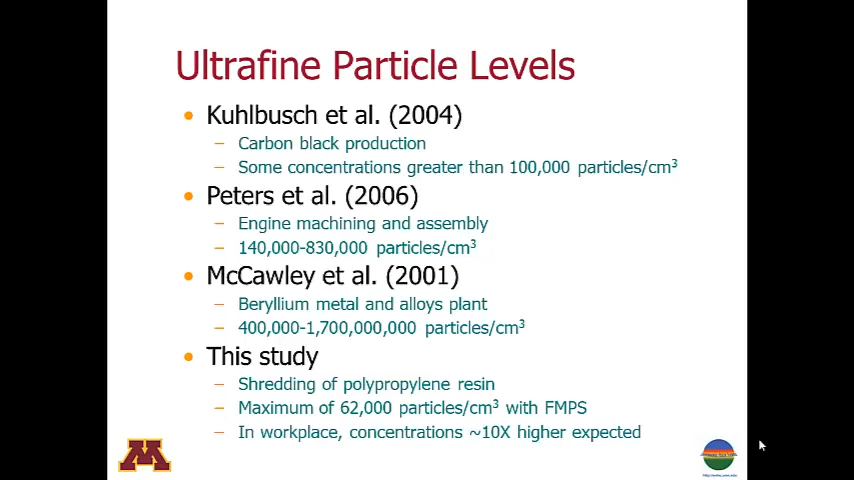 Ultrafine Particle Levels
• Kuhlbusch et al. (2004)
– Carbon black production
– Some concentrations greater than 100,000 particles/cm³
• Peters et al. (2006)
– Engine machining and assembly
– 140,000-830,000 particles/cm³
• McCawley et al. (2001)
– Beryllium metal and alloys plant
– 400,000-1,700,000,000 particles/cm³
• This study
– Shredding of polypropylene resin
– Maximum of 62,000 particles/cm³ with FMPS
– In workplace, concentrations ~10X higher expected
M